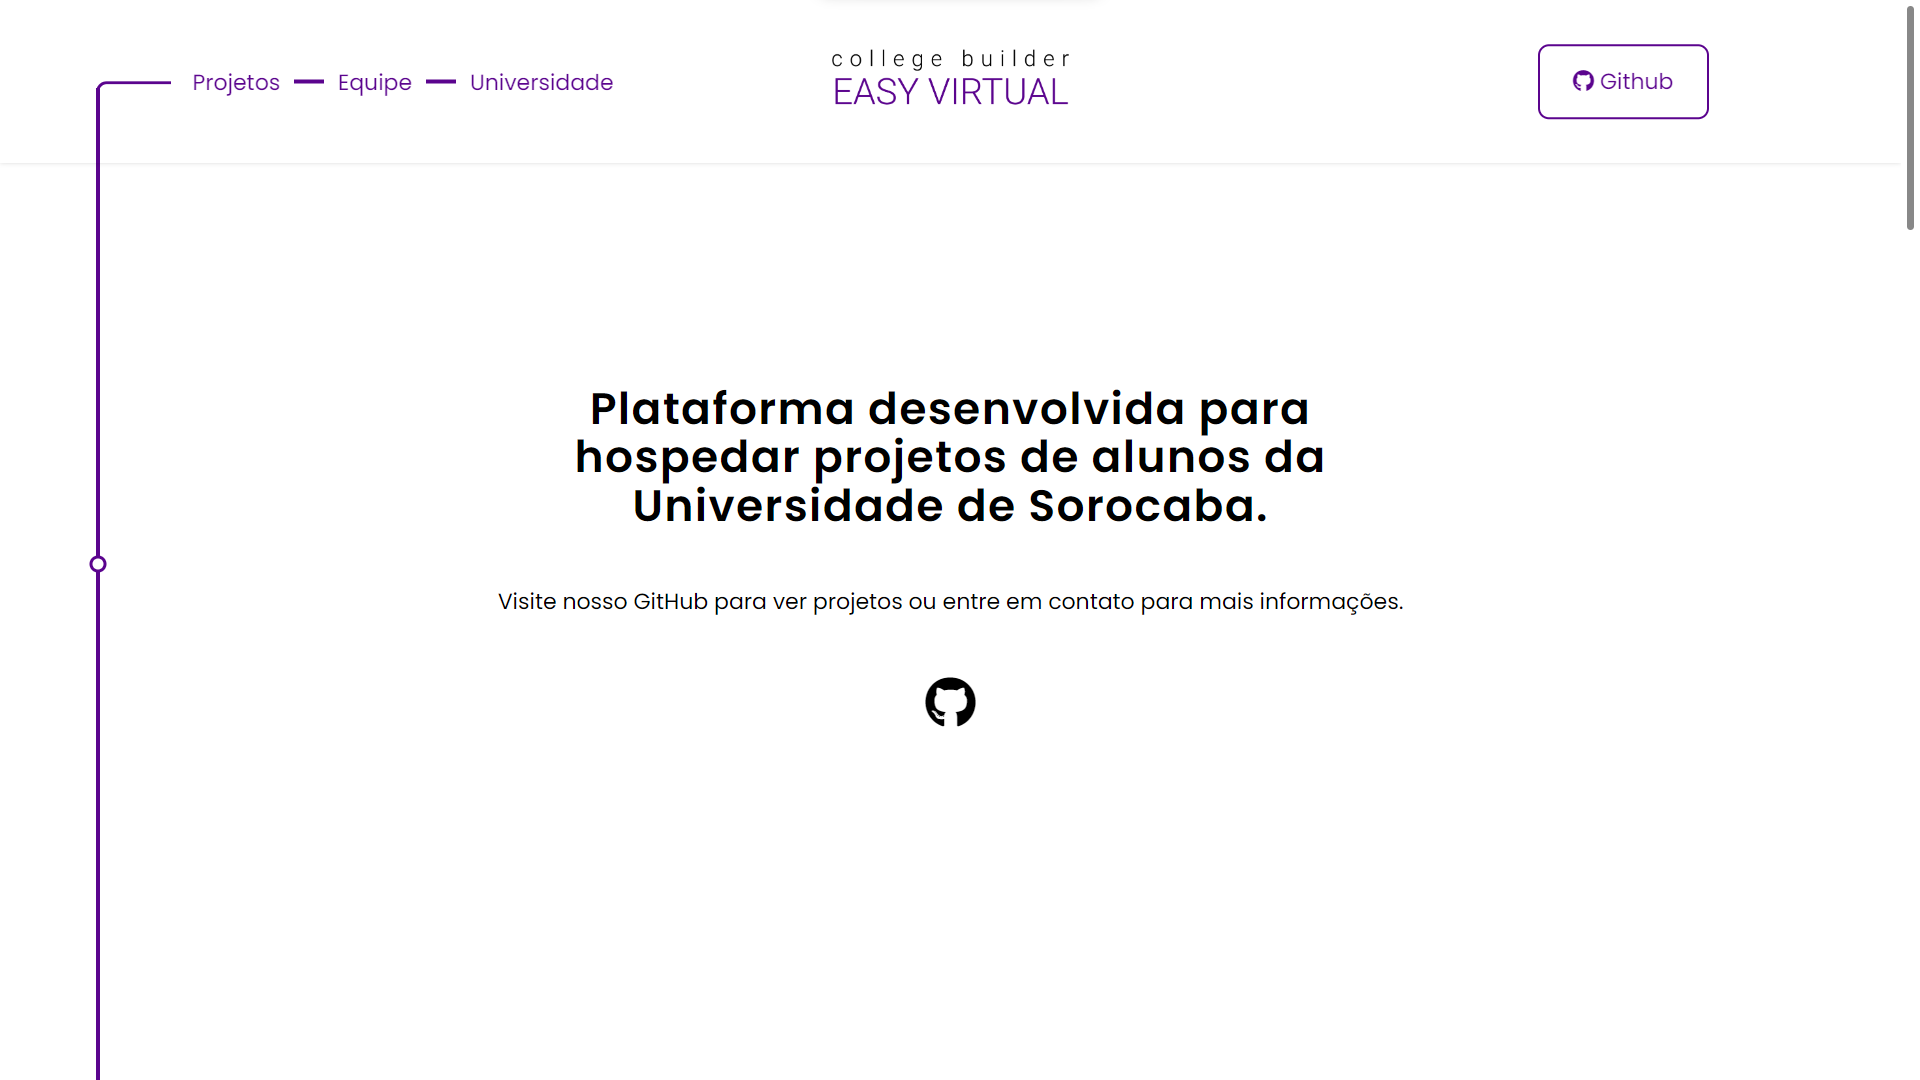 Projetos
Equipe
Universidade
college builder
EASY VIRTUAL
Github
Plataforma desenvolvida para
hospedar projetos de alunos da
Universidade de Sorocaba.
Visite nosso GitHub para ver projetos ou entre em contato para mais informações.